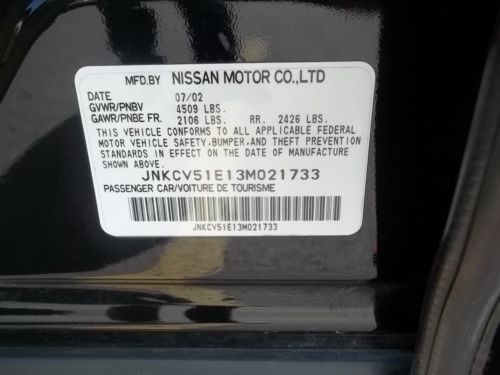 MFD.BY NISSAN MOTOR CO.,LTD
DATE 07/02
GVWR/PNBV 4509 LBS.
GAWR/PNBE FR. 2106 LBS. RR. 2426 LBS.
THIS VEHICLE CONFORMS TO ALL APPLICABLE FEDERAL
MOTOR VEHICLE SAFETY,BUMPER,AND THEFT PREVENTION
STANDARDS IN EFFECT ON THE DATE OF MANUFACTURE
SHOWN ABOVE.
JNKCV51E13M021733
PASSENGER CAR/VOITURE DE TOURISME
JNKCV51E13M021733